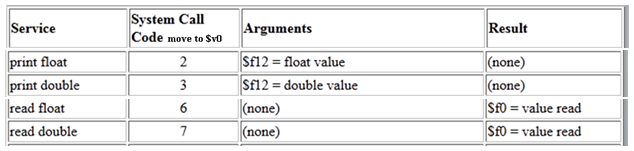 Service System Call Code move to $v0 Arguments Result
print float 2 $f12 = float value (none)
print double 3 $f12 = double value (none)
read float 6 (none) $f0 = value read
read double 7 (none) $f0 = value read